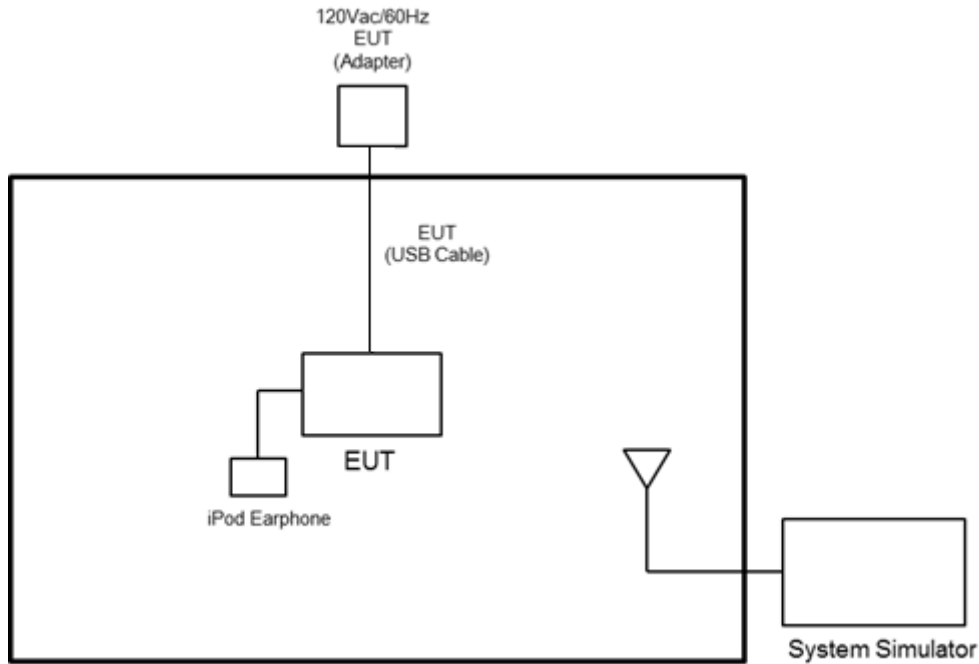 120Vac/60Hz
EUT
(Adapter)
EUT
(USB Cable)
EUT
iPod Earphone
System Simulator